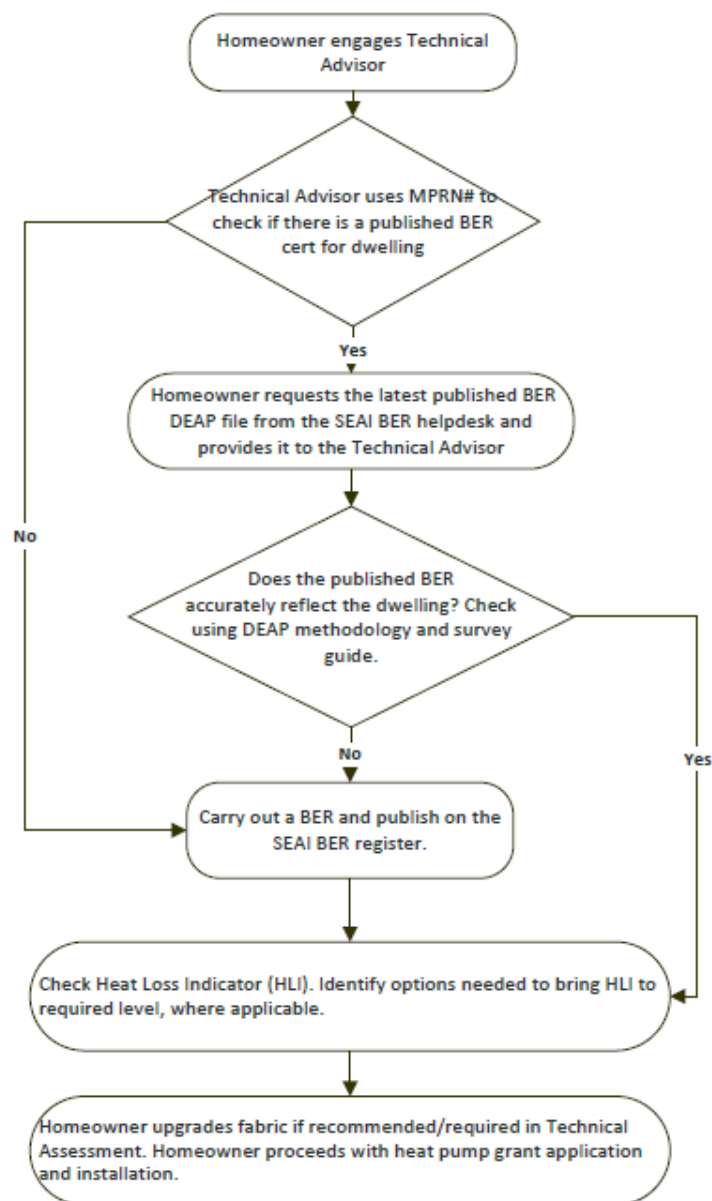 Homeowner engages Technical
Advisor
Technical Advisor uses MPRN# to
check if there is a published BER
cert for dwelling
Yes
Homeowner requests the latest published BER
DEAP file from the SEAI BER helpdesk and
provides it to the Technical Advisor
No
Does the published BER
accurately reflect the dwelling? Check
using DEAP methodology and survey
guide.
No
Yes
Carry out a BER and publish on the
SEAI BER register.
Check Heat Loss Indicator (HLI). Identify options needed to bring HLI to
required level, where applicable.
Homeowner upgrades fabric if recommended/required in Technical
Assessment. Homeowner proceeds with heat pump grant application
and installation.